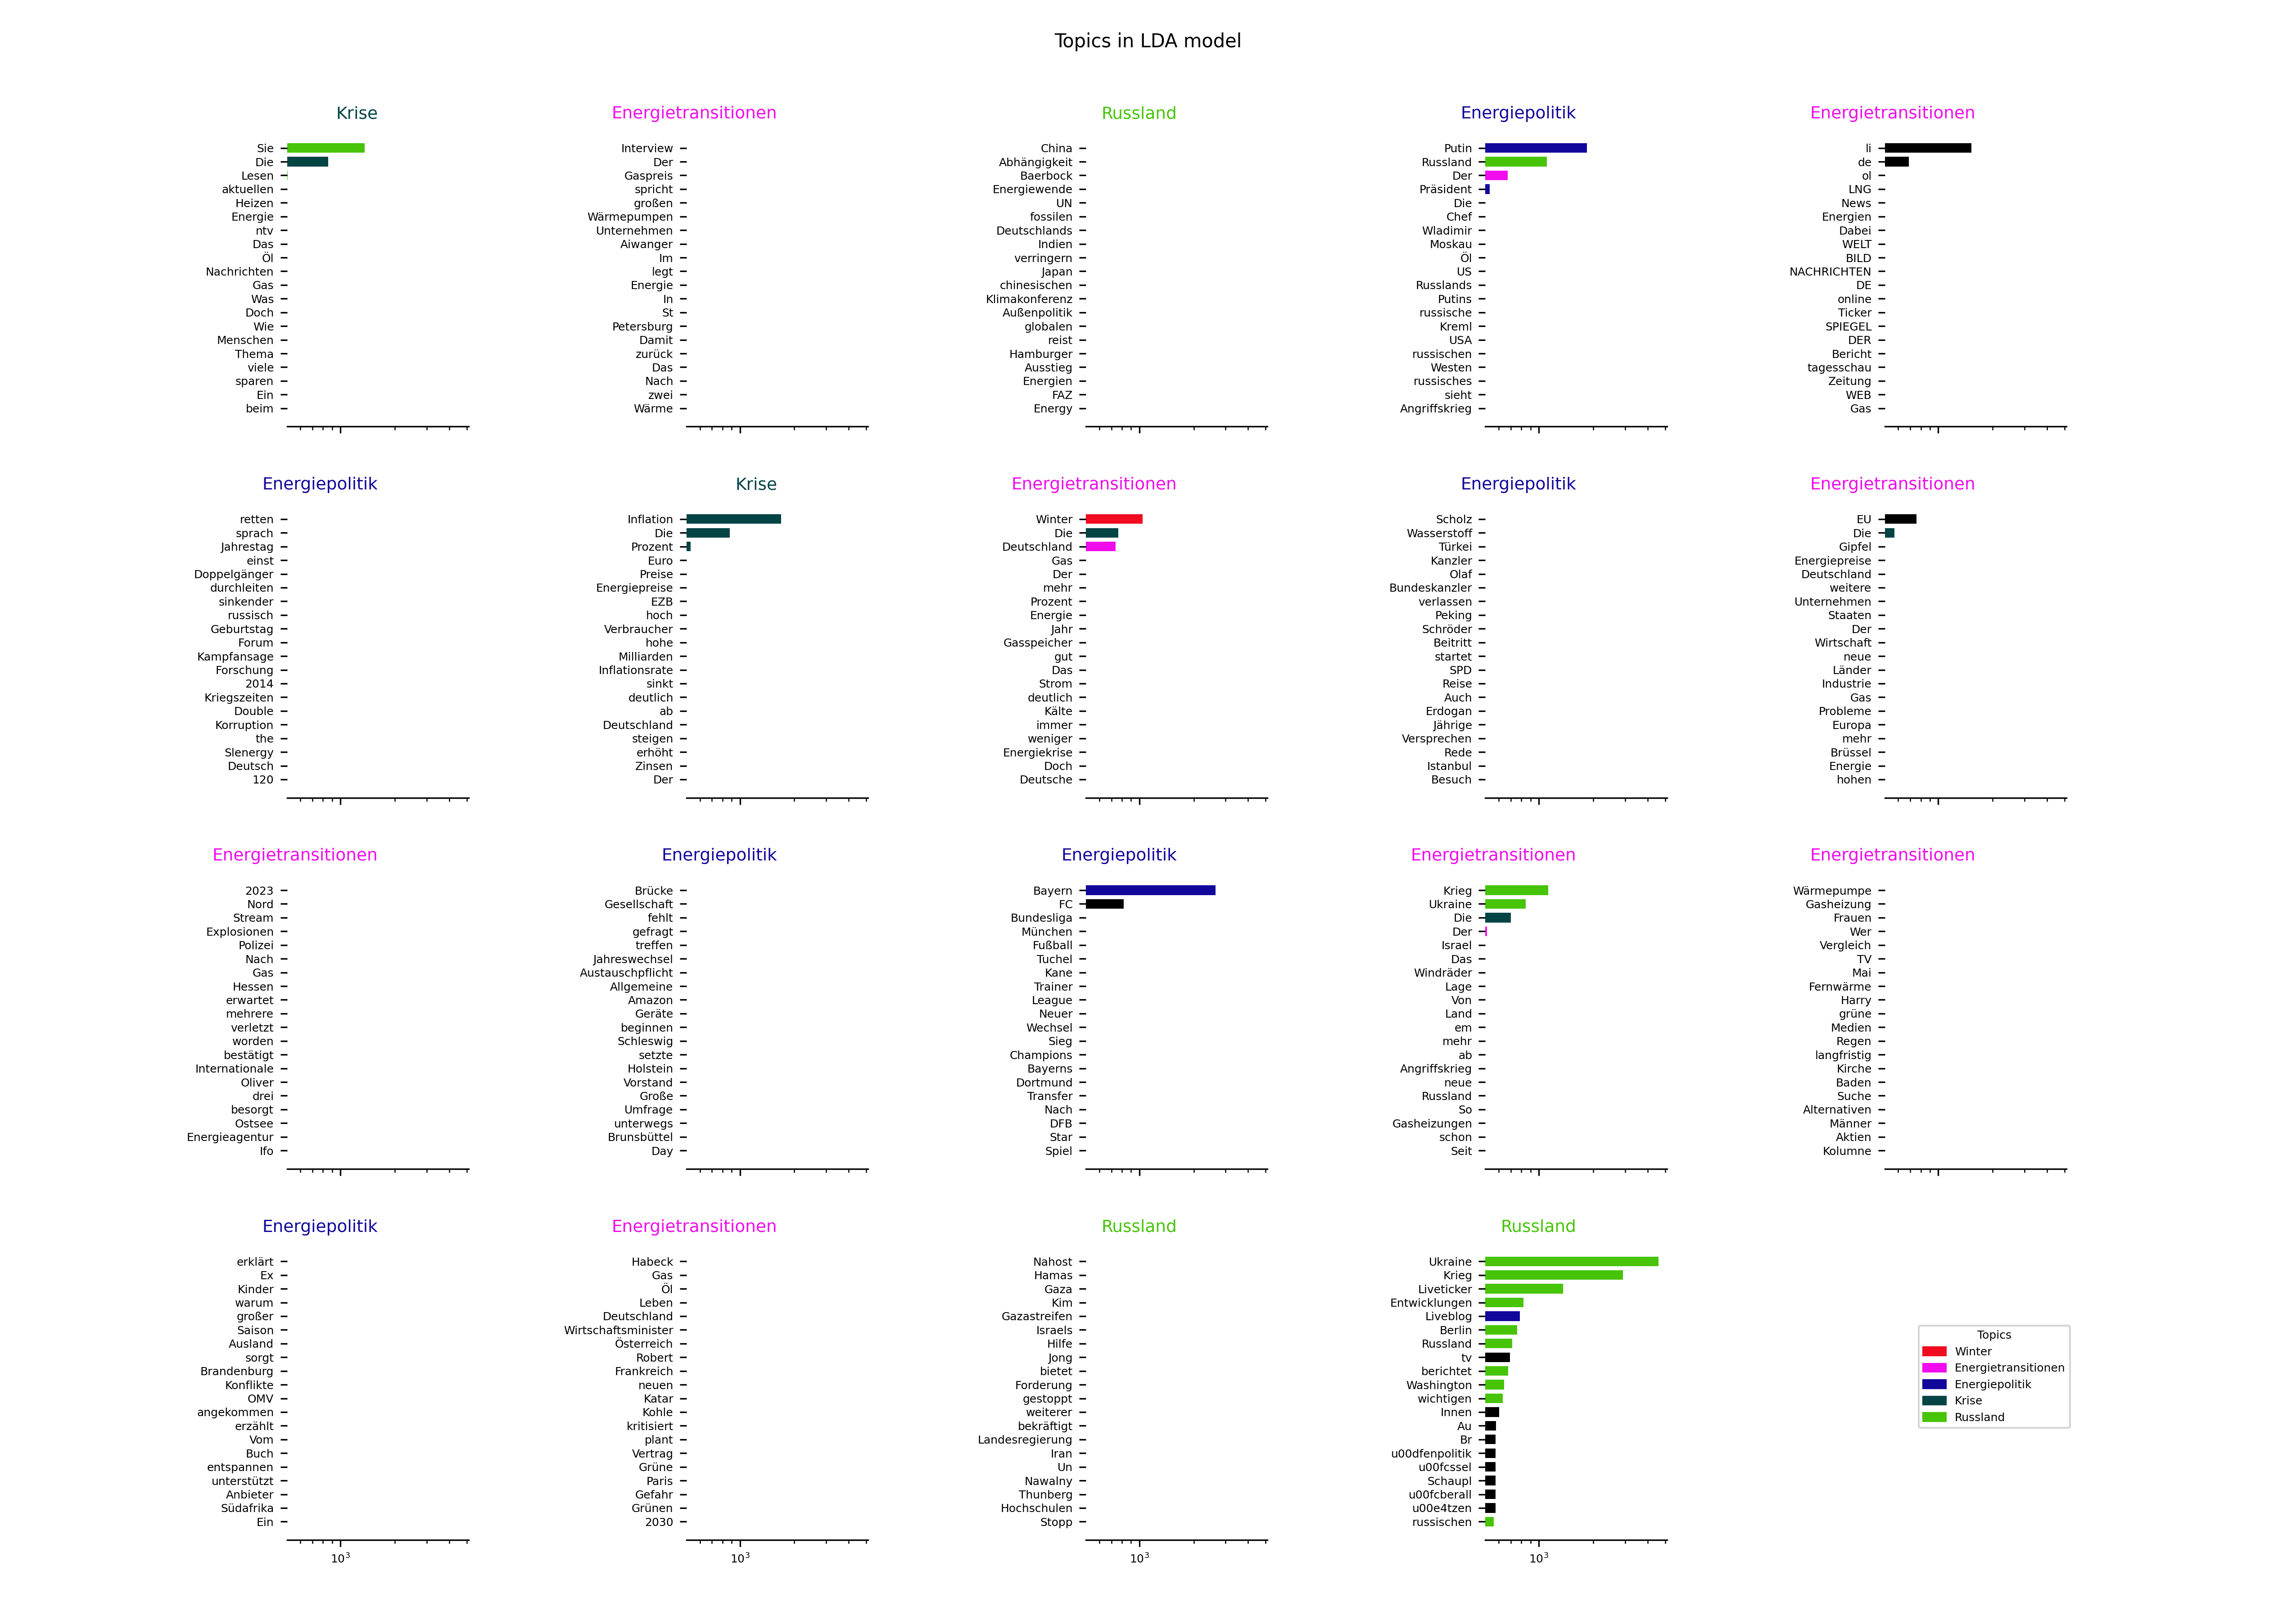 Topics in LDA model
Krise
Sie
Die
Lesen
aktuellen
Heizen
Energie
ntv
Das
Öl
Nachrichten
Gas
Was
Doch
Wie
Menschen
Thema
viele
sparen
Ein
beim
Energietransitionen
Interview
Der
Gaspreis
spricht
großen
Wärmepumpen
Unternehmen
Aiwanger
Im
legt
Energie
In
St
Petersburg
Damit
zurück
Das
Nach
zwei
Wärme
Russland
China
Abhängigkeit
Baerbock
Energiewende
UN
fossilen
Deutschlands
Indien
verringern
Japan
chinesischen
Klimakonferenz
Außenpolitik
globalen
reist
Hamburger
Ausstieg
Energien
FAZ
Energy
Energiepolitik
Putin
Russland
Der
Präsident
Die
Chef
Wladimir
Moskau
Öl
US
Russlands
Putins
russische
Kreml
USA
russischen
Westen
russisches
sieht
Angriffskrieg
Energietransitionen
li
de
ol
LNG
News
Energien
Dabei
WELT
BILD
NACHRICHTEN
DE
online
Ticker
SPIEGEL
DER
Bericht
tagesschau
Zeitung
WEB
Gas
Energiepolitik
retten
sprach
Jahrestag
einst
Doppelgänger
durchleiten
sinkender
russisch
Geburtstag
Forum
Kampfansage
Forschung
2014
Kriegszeiten
Double
Korruption
the
Slenergy
Deutsch
120
Krise
Inflation
Die
Prozent
Euro
Preise
Energiepreise
EZB
hoch
Verbraucher
hohe
Milliarden
Inflationsrate
sinkt
deutlich
ab
Deutschland
steigen
erhöht
Zinsen
Der
Energietransitionen
Winter
Die
Deutschland
Gas
Der
mehr
Prozent
Energie
Jahr
Gasspeicher
gut
Das
Strom
deutlich
Kälte
immer
weniger
Energiekrise
Doch
Deutsche
Energiepolitik
Scholz
Wasserstoff
Türkei
Kanzler
Olaf
Bundeskanzler
verlassen
Peking
Schröder
Beitritt
startet
SPD
Reise
Auch
Erdogan
Jährige
Versprechen
Rede
Istanbul
Besuch
Energietransitionen
EU
Die
Gipfel
Energiepreise
Deutschland
weitere
Unternehmen
Staaten
Der
Wirtschaft
neue
Länder
Industrie
Gas
Probleme
Europa
mehr
Brüssel
Energie
hohen
Energietransitionen
2023
Nord
Stream
Explosionen
Polizei
Nach
Gas
Hessen
erwartet
mehrere
verletzt
worden
bestätigt
Internationale
Oliver
drei
besorgt
Ostsee
Energieagentur
Ifo
Energiepolitik
Brücke
Gesellschaft
fehlt
gefragt
treffen
Jahreswechsel
Austauschpflicht
Allgemeine
Amazon
Geräte
beginnen
Schleswig
setzte
Holstein
Vorstand
Große
Umfrage
unterwegs
Brunsbüttel
Day
Energiepolitik
Bayern
FC
Bundesliga
München
Fußball
Tuchel
Kane
Trainer
League
Neuer
Wechsel
Sieg
Champions
Bayerns
Dortmund
Transfer
Nach
DFB
Star
Spiel
Energietransitionen
Krieg
Ukraine
Die
Der
Israel
Das
Windräder
Lage
Von
Land
em
mehr
ab
Angriffskrieg
neue
Russland
So
Gasheizungen
schon
Seit
Energietransitionen
Wärmepumpe
Gasheizung
Frauen
Wer
Vergleich
TV
Mai
Fernwärme
Harry
grüne
Medien
Regen
langfristig
Kirche
Baden
Suche
Alternativen
Männer
Aktien
Kolumne
Energiepolitik
erklärt
Ex
Kinder
warum
großer
Saison
Ausland
sorgt
Brandenburg
Konflikte
OMV
angekommen
erzählt
Vom
Buch
entspannen
unterstützt
Anbieter
Südafrika
Ein
10³
Energietransitionen
Habeck
Gas
Öl
Leben
Deutschland
Wirtschaftsminister
Österreich
Robert
Frankreich
neuen
Katar
Kohle
kritisiert
plant
Vertrag
Grüne
Paris
Gefahr
Grünen
2030
10³
Russland
Nahost
Hamas
Gaza
Kim
Gazastreifen
Israels
Hilfe
Jong
bietet
Forderung
gestoppt
weiterer
bekräftigt
Landesregierung
Iran
Un
Nawalny
Thunberg
Hochschulen
Stopp
10³
Russland
Ukraine
Krieg
Liveticker
Entwicklungen
Liveblog
Berlin
Russland
tv
berichtet
Washington
wichtigen
Innen
Au
Br
u00dfenpolitik
u00fcssel
Schaupl
u00fcberall
u00e4tzen
russischen
10³
Topics
Winter
Energietransitionen
Energiepolitik
Krise
Russland